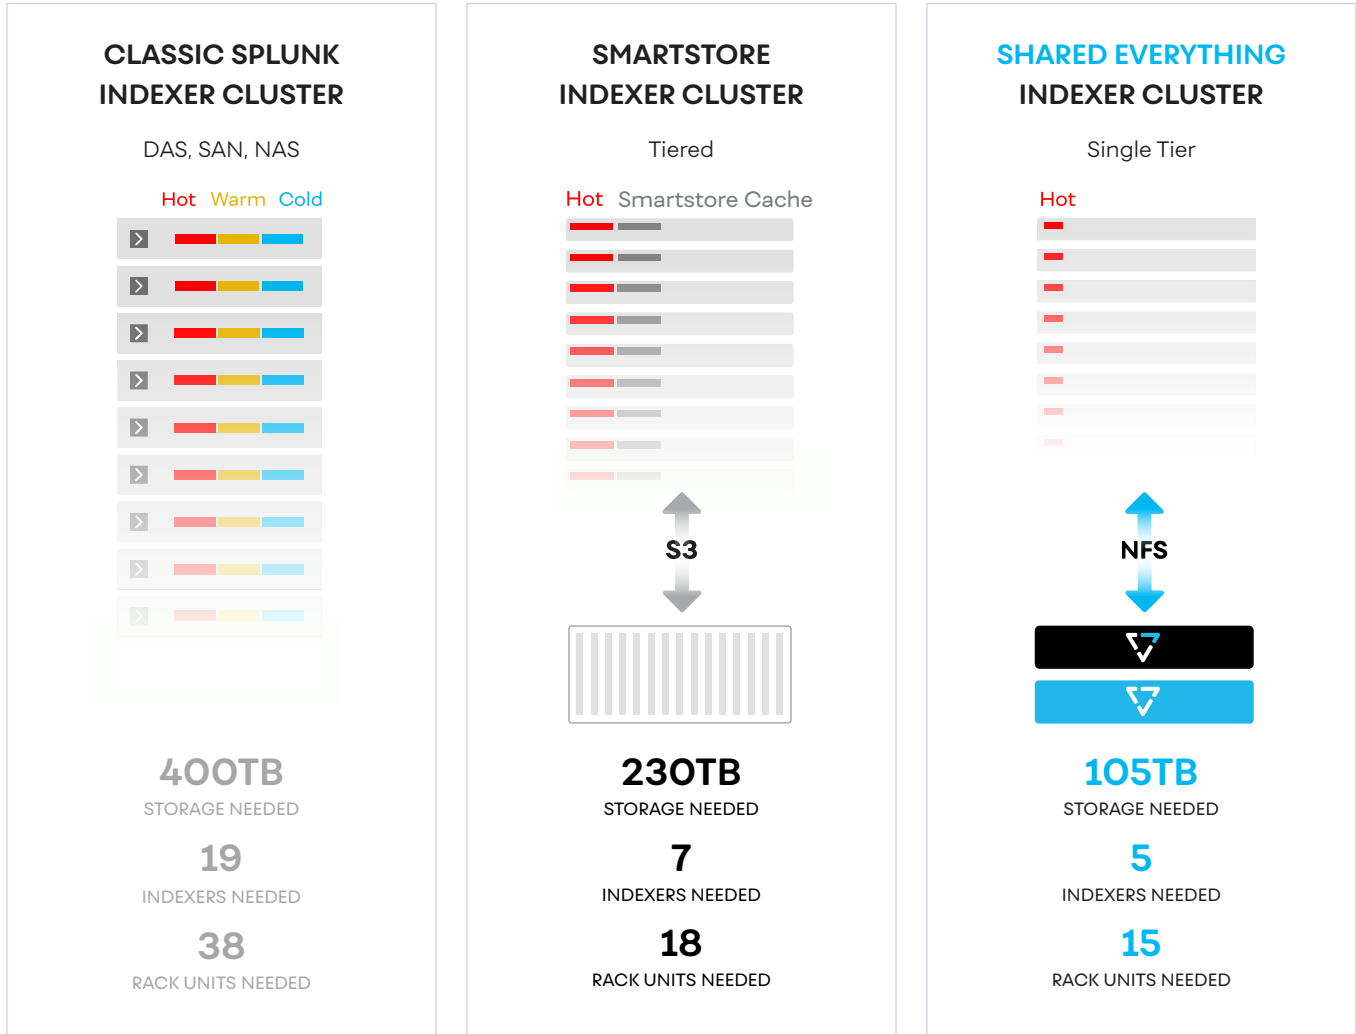 CLASSIC SPLUNK
INDEXER CLUSTER
DAS, SAN, NAS
Hot Warm Cold
400TB
STORAGE NEEDED
19
INDEXERS NEEDED
38
RACK UNITS NEEDED
SMARTSTORE
INDEXER CLUSTER
Tiered
Hot Smartstore Cache
S3
230TB
STORAGE NEEDED
7
INDEXERS NEEDED
18
RACK UNITS NEEDED
SHARED EVERYTHING
INDEXER CLUSTER
Single Tier
Hot
NFS
105TB
STORAGE NEEDED
5
INDEXERS NEEDED
15
RACK UNITS NEEDED